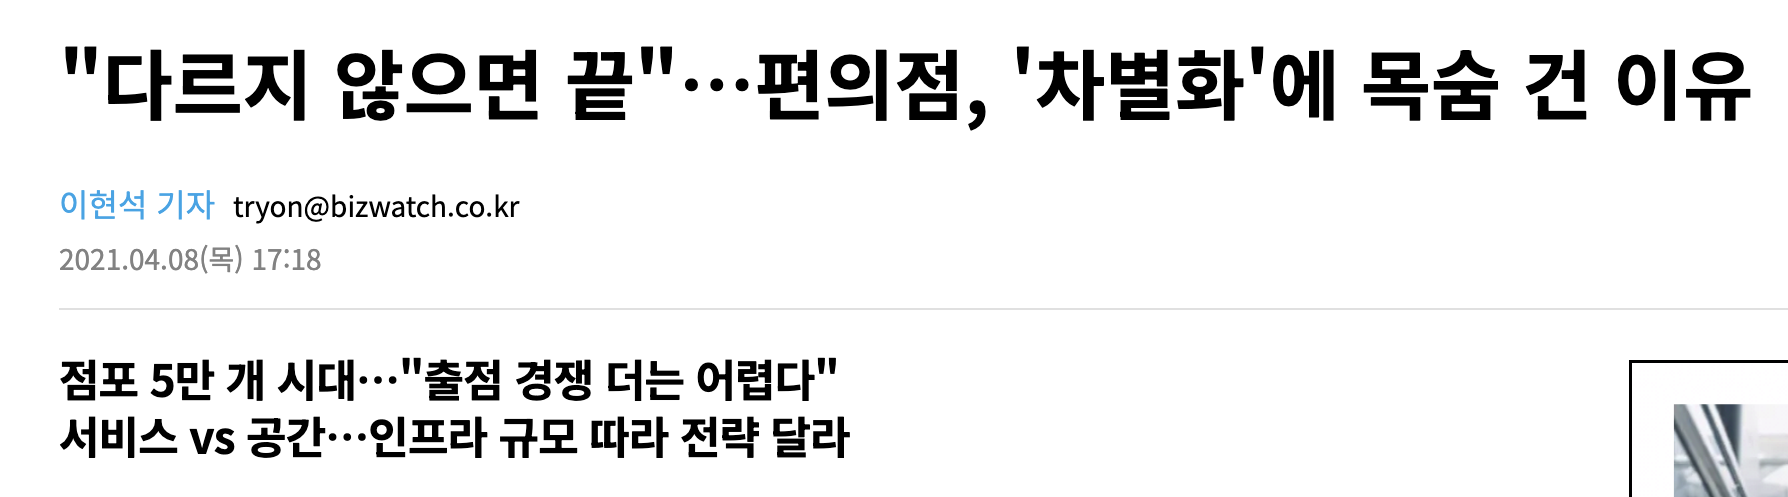 "다르지 않으면 끝"…편의점, '차별화'에 목숨 건 이유
이현석 기자 tryon@bizwatch.co.kr
2021.04.08(목) 17:18
점포 5만 개 시대…"출점 경쟁 더는 어렵다"
서비스 vs 공간…인프라 규모 따라 전략 달라